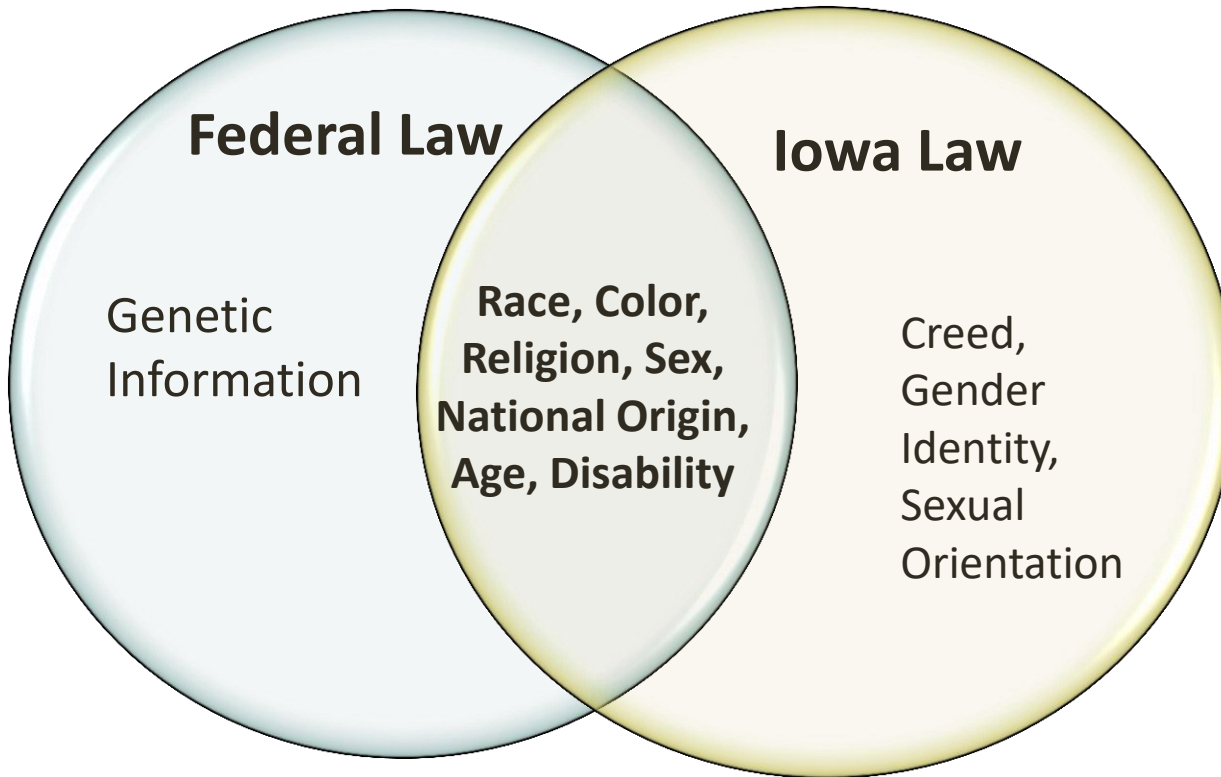 Federal Law
Iowa Law
Genetic
Information
Race, Color,
Religion, Sex,
National Origin,
Age, Disability
Creed,
Gender
Identity,
Sexual
Orientation